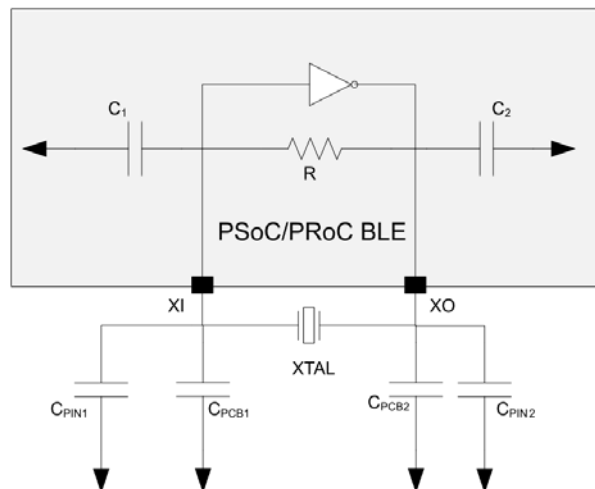 C1
C2
R
PSoC/PRoC BLE
XI
XO
XTAL
CPIN1
CPCB1
CPCB2
CPIN2